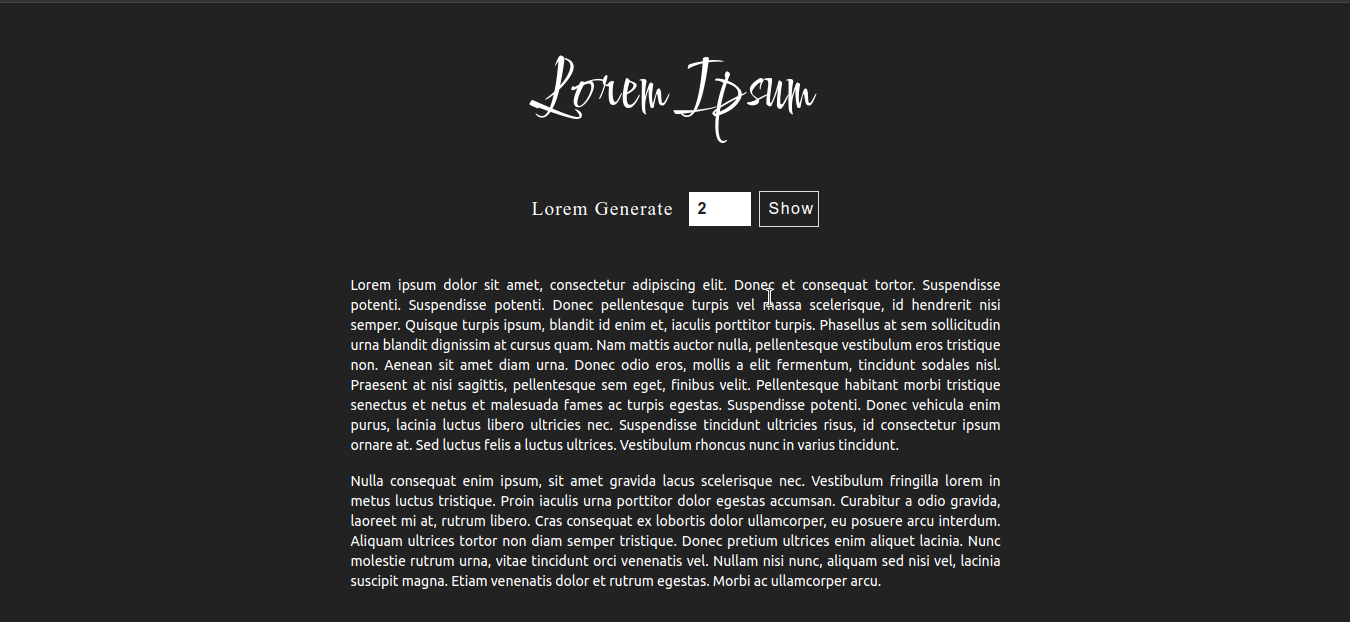 Lorem Ipsum
Lorem Generate 2 Show
Lorem ipsum dolor sit amet, consectetur adipiscing elit. Donec et consequat tortor. Suspendisse
potenti. Suspendisse potenti. Donec pellentesque turpis vel massa scelerisque, id hendrerit nisi
semper. Quisque turpis ipsum, blandit id enim et, iaculis porttitor turpis. Phasellus at sem sollicitudin
urna blandit dignissim at cursus quam. Nam mattis auctor nulla, pellentesque vestibulum eros tristique
non. Aenean sit amet diam urna. Donec odio eros, mollis a elit fermentum, tincidunt sodales nisl.
Praesent at nisi sagittis, pellentesque sem eget, finibus velit. Pellentesque habitant morbi tristique
senectus et netus et malesuada fames ac turpis egestas. Suspendisse potenti. Donec vehicula enim
purus, lacinia luctus libero ultricies nec. Suspendisse tincidunt ultricies risus, id consectetur ipsum
ornare at. Sed luctus felis a luctus ultrices. Vestibulum rhoncus nunc in varius tincidunt.
Nulla consequat enim ipsum, sit amet gravida lacus scelerisque nec. Vestibulum fringilla lorem in
metus luctus tristique. Proin iaculis urna porttitor dolor egestas accumsan. Curabitur a odio gravida,
laoreet mi at, rutrum libero. Cras consequat ex lobortis dolor ullamcorper, eu posuere arcu interdum.
Aliquam ultrices tortor non diam semper tristique. Donec pretium ultrices enim aliquet lacinia. Nunc
molestie rutrum urna, vitae tincidunt orci venenatis vel. Nullam nisi nunc, aliquam sed nisi vel, lacinia
suscipit magna. Etiam venenatis dolor et rutrum egestas. Morbi ac ullamcorper arcu.